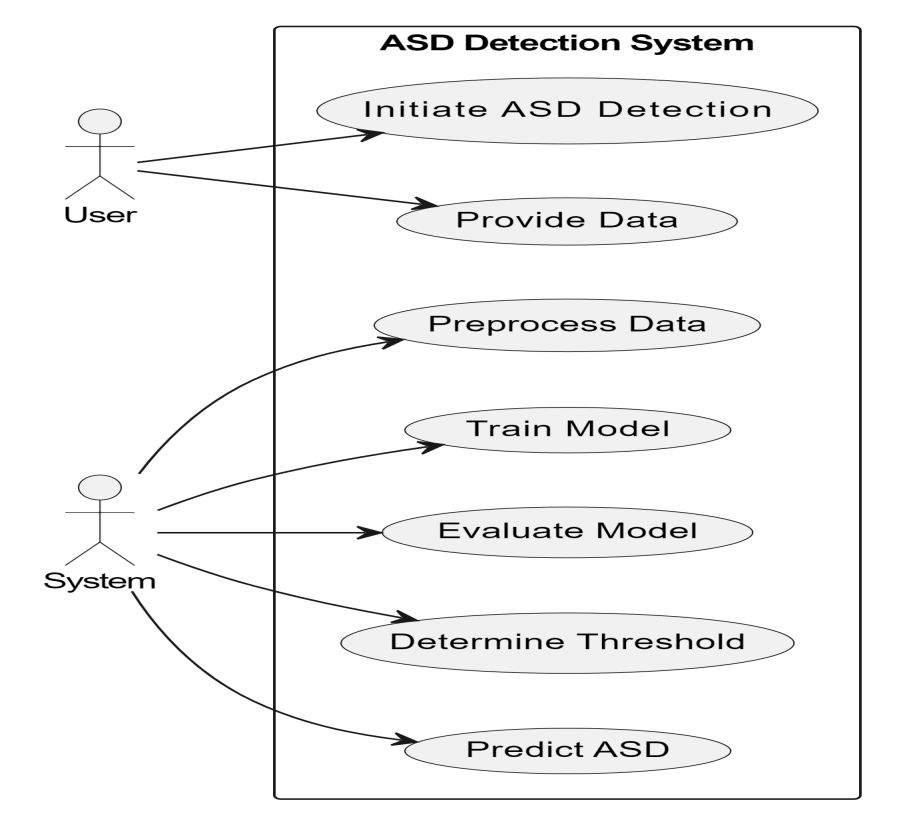 ASD Detection System
Initiate ASD Detection
User
Provide Data
Preprocess Data
Train Model
Evaluate Model
System
Determine Threshold
Predict ASD